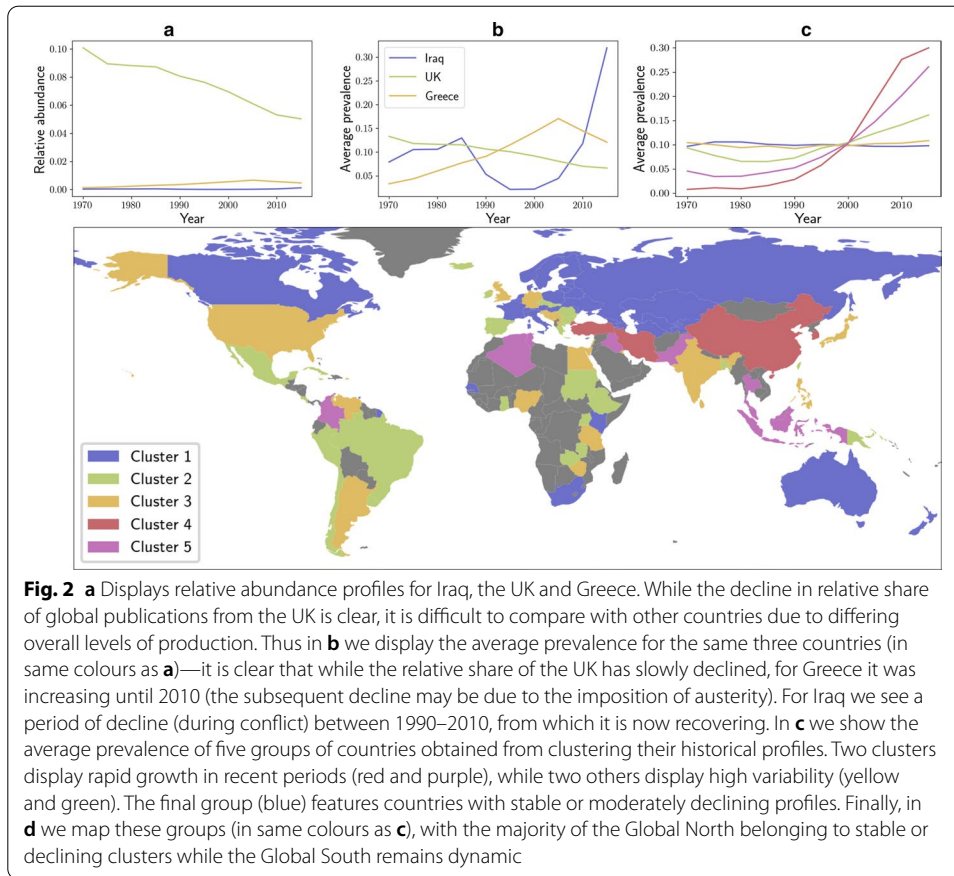 a
b
c
0.10
0.08
0.06
0.04
0.02
0.00
Relative abundance
1970
1980
1990
2000
2010
Year
0.30
0.25
0.20
0.15
0.10
0.05
Average prevalence
Iraq
UK
Greece
1970
1980
1990
2000
2010
Year
0.30
0.25
0.20
0.15
0.10
0.05
0.00
Average prevalence
1970
1980
1990
2000
2010
Year
Cluster 1
Cluster 2
Cluster 3
Cluster 4
Cluster 5
Fig. 2 a Displays relative abundance profiles for Iraq, the UK and Greece. While the decline in relative share
of global publications from the UK is clear, it is difficult to compare with other countries due to differing
overall levels of production. Thus in b we display the average prevalence for the same three countries (in
same colours as a)—it is clear that while the relative share of the UK has slowly declined, for Greece it was
increasing until 2010 (the subsequent decline may be due to the imposition of austerity). For Iraq we see a
period of decline (during conflict) between 1990–2010, from which it is now recovering. In c we show the
average prevalence of five groups of countries obtained from clustering their historical profiles. Two clusters
display rapid growth in recent periods (red and purple), while two others display high variability (yellow
and green). The final group (blue) features countries with stable or moderately declining profiles. Finally, in
d we map these groups (in same colours as c), with the majority of the Global North belonging to stable or
declining clusters while the Global South remains dynamic